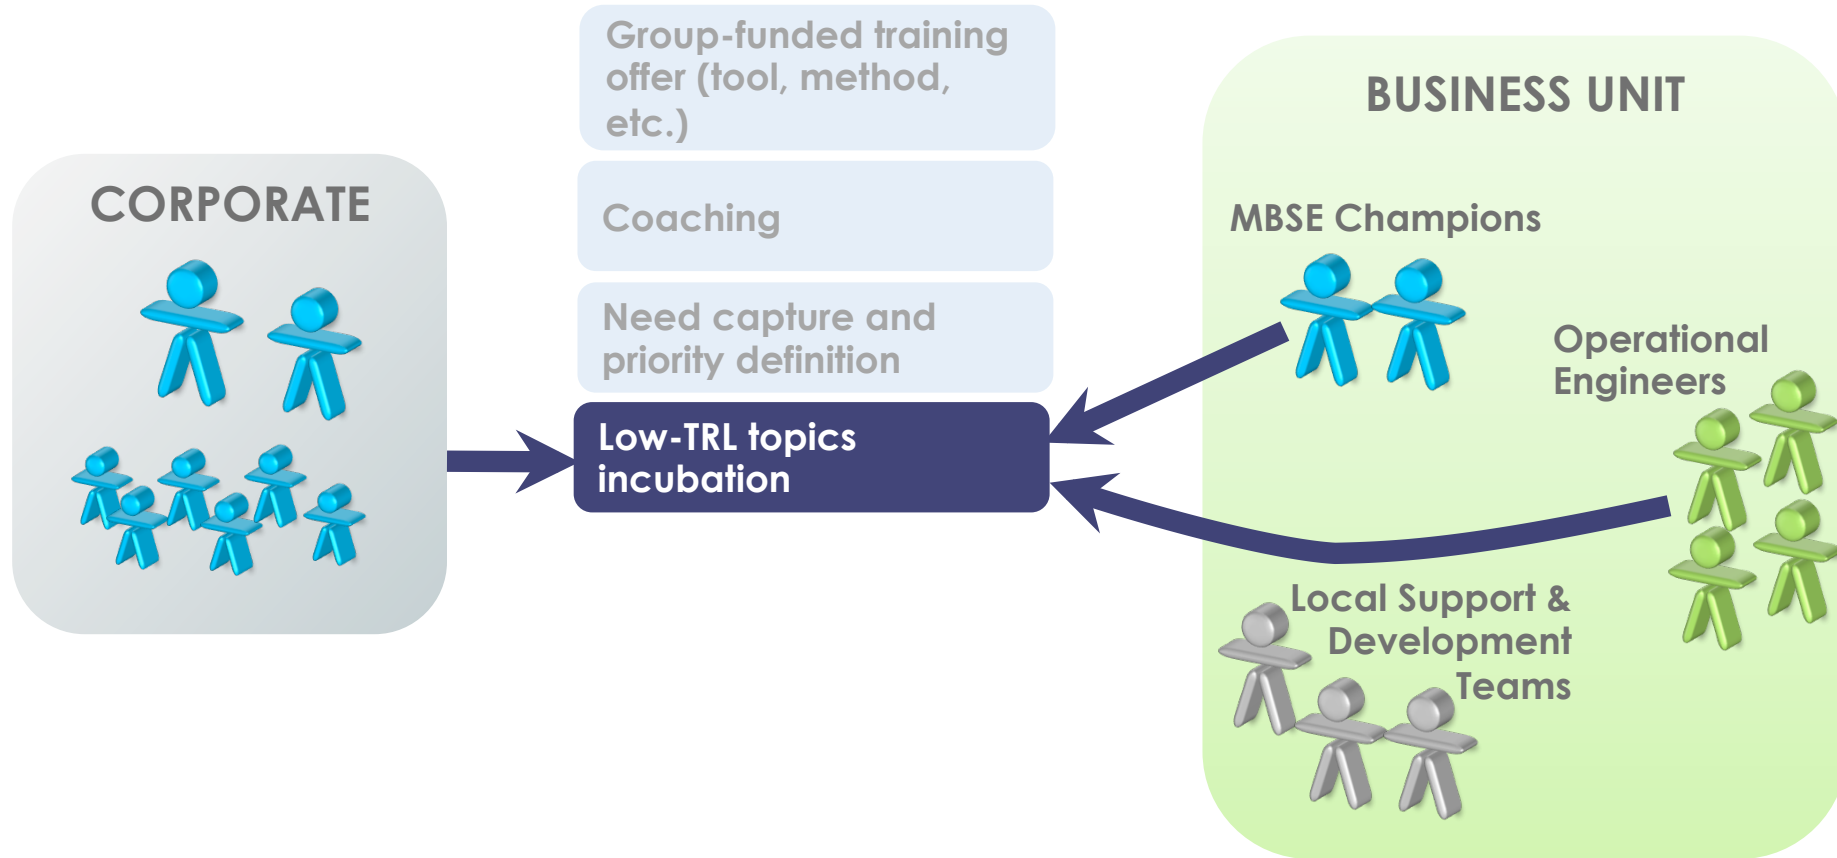 CORPORATE
Group-funded training
offer (tool, method,
etc.)
Coaching
Need capture and
priority definition
Low-TRL topics
incubation
BUSINESS UNIT
MBSE Champions
Operational
Engineers
Local Support &
Development
Teams